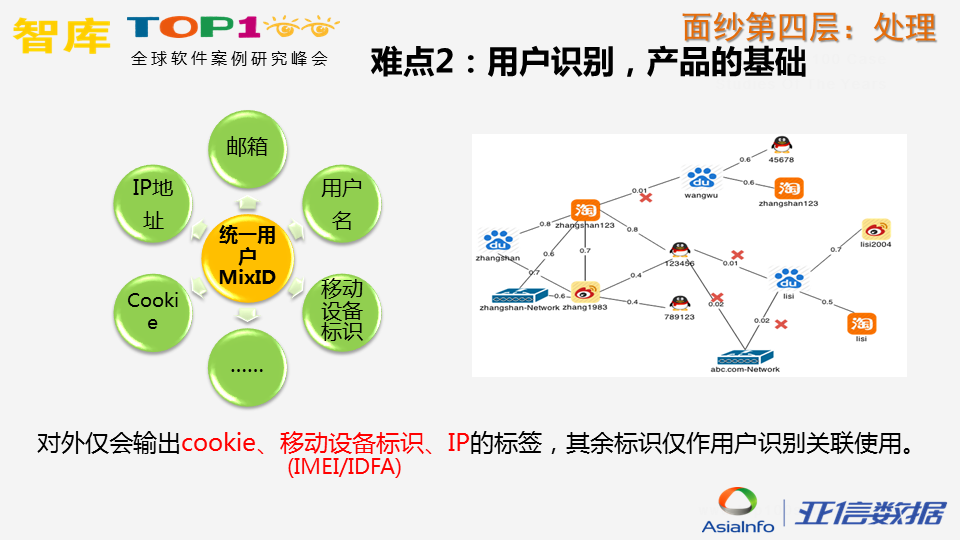 智库
TOP1
全球软件案例研究峰会
面纱第四层：处理
难点2：用户识别，产品的基础
邮箱
IP地
址
用户
名
统一用
户
MixID
Cooki
e
移动
设备
标识
……
45678
0.6
0.6
wangwu
zhangshan123
0.01
zhangshan123
lisi2004
0.8
0.8
zhangshan
0.6
0.7
123456
0.01
0.7
0.7
0.4
lisi
0.6
zhangshan-Network
zhang1983
0.4
0.02
0.5
789123
0.02
lisi
abc.com-Network
对外仅会输出cookie、移动设备标识、IP的标签，其余标识仅作用户识别关联使用。
(IMEI/IDFA)
AsiaInfo
亚信数据